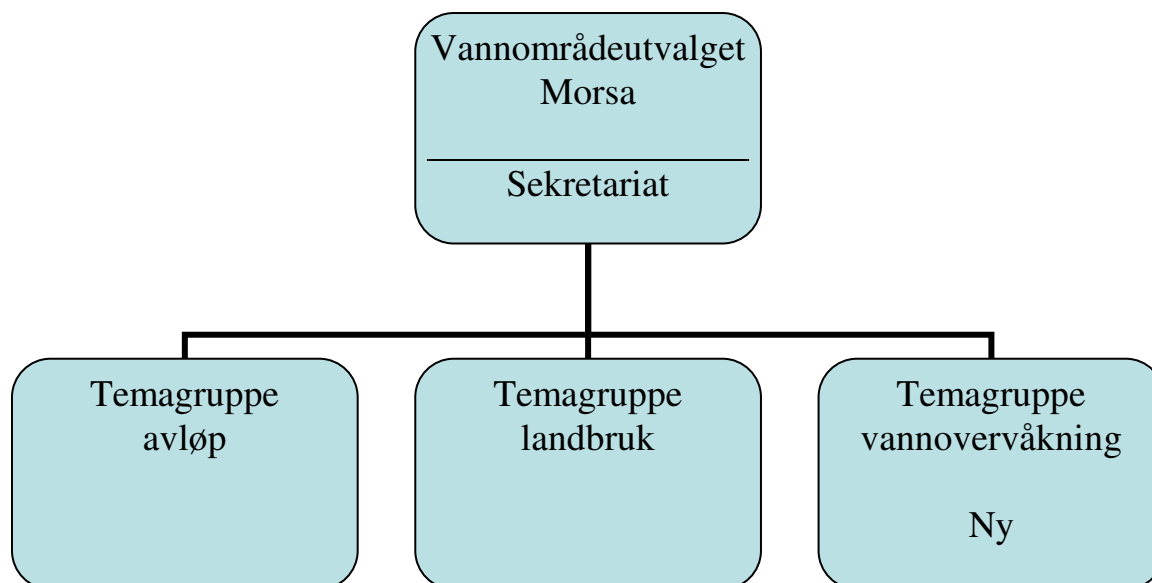 Vannområdeutvalget
Morsa
Sekretariat
Temagruppe
avløp
Temagruppe
landbruk
Temagruppe
vannovervåkning
Ny